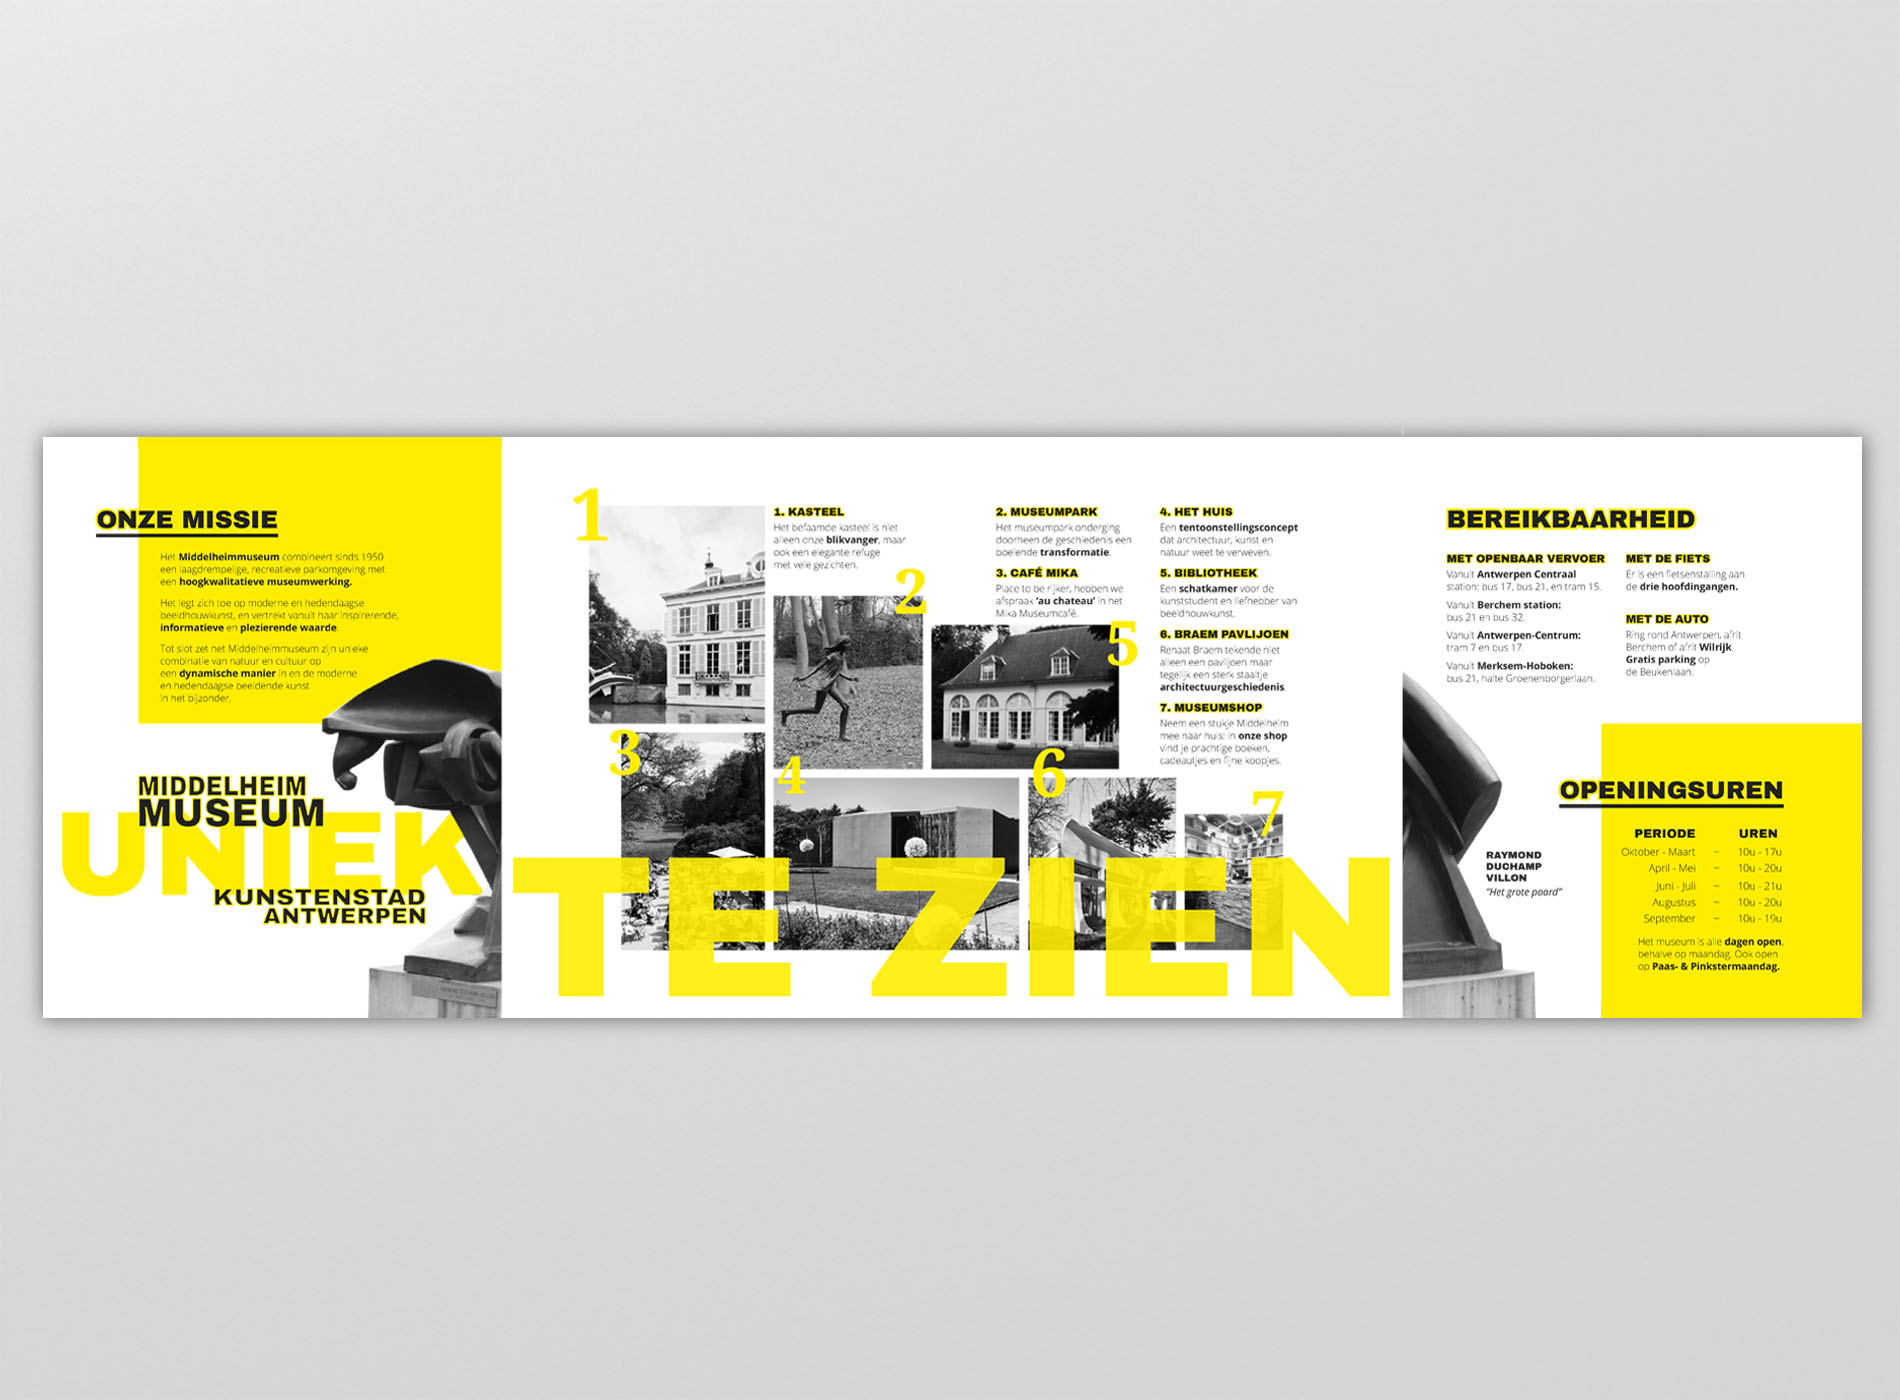 ONZE MISSIE
Het Middelheimmuseum combineert sinds 1950
een laagdrempelige, recreatieve parkomgeving met
een hoogkwalitatieve museumwerking.
Het legt zich toe op moderne en hedendaagse
beeldhouwkunst, en vertrekt vanuit haar inspirerende,
informatieve en plezierende waarde.
Tot slot zet het Middelheimmuseum zijn unieke
combinatie van natuur en cultuur op
een dynamische manier in en de moderne
en hedendaagse beeldende kunst
in het bijzonder.
MIDDELHEIM
MUSEUM
UNIEK
KUNSTENSTAD
ANTWERPEN
1
2
3
4
5
6
7
1. KASTEEL
Het befaamde kasteel is niet
alleen onze blikvanger, maar
ook een elegante refuge
met vele gezichten.
2. MUSEUMPARK
Het museumpark onderging
doorheen de geschiedenis een
boeiende transformatie.
3. CAFÉ MIKA
Place to be rijker, hebben we
afspraak 'au chateau' in het
Mika Museumcafé.
4. HET HUIS
Een tentoonstellingsconcept
dat architectuur, kunst en
natuur weet te verweven.
5. BIBLIOTHEEK
Een schatkamer voor de
kunststudent en liefhebber van
beeldhouwkunst.
6. BRAEM PAVLIJOEN
Renaat Braem tekende niet
alleen een paviljoen maar
tegelijk een sterk staaltje
architectuurgeschiedenis.
7. MUSEUMSHOP
Neem een stukje Middelheim
mee naar huis: in onze shop
vind je prachtige boeken,
cadeautjes en fijne koopjes.
TE ZIEN
BEREIKBAARHEID
MET OPENBAAR VERVOER
Vanuit Antwerpen Centraal
station: bus 17, bus 21, en tram 15.
Vanuit Berchem station:
bus 21 en bus 32.
Vanuit Antwerpen-Centrum:
tram 7 en bus 17.
Vanuit Merksem-Hoboken:
bus 21, halte Groenenborgerlaan.
MET DE FIETS
Er is een fietsenstalling aan
de drie hoofdingangen.
MET DE AUTO
Ring rond Antwerpen, afrit
Berchem of afrit Wilrijk.
Gratis parking op
de Beukenlaan.
RAYMOND
DUCHAMP
VILLON
"Het grote paard"
OPENINGSUREN
PERIODE UREN
Oktober - Maart ~ 10u - 17u
April - Mei ~ 10u - 20u
Juni - Juli ~ 10u - 21u
Augustus ~ 10u - 20u
September ~ 10u - 19u
Het museum is alle dagen open,
behalve op maandag. Ook open
op Paas- & Pinkstermaandag.